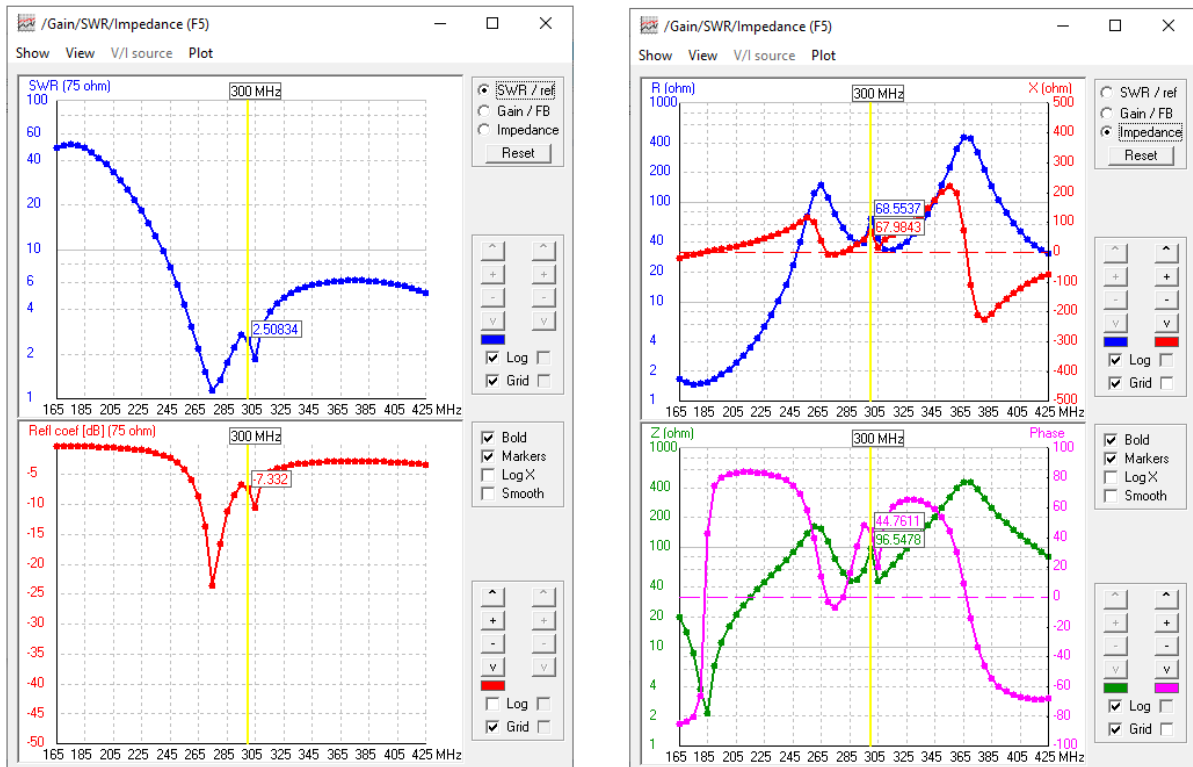 /Gain/SWR/Impedance (F5)
Show View V/I source Plot
SWR (75 ohm)
300 MHz
100
60
40
20
10
6
4
2
1
2.50834
165 185 205 225 245 267 285 305 325 345 365 385 405 425 MHz
Refl coef [dB] (75 ohm)
300 MHz
-5
-10
-15
-20
-25
-30
-35
-40
-45
-50
-7.332
165 185 205 225 245 267 285 305 325 345 365 385 405 425 MHz
SWR / ref
Gain / FB
Impedance
Reset
^ ^
+ +
- -
v v
Log
Grid
Bold
Markers
Log X
Smooth
^ ^
+ +
- -
v v
Log
Grid
/Gain/SWR/Impedance (F5)
Show View V/I source Plot
R (ohm)
300 MHz
X (ohm)
1000
400
200
100
40
20
10
4
2
1
500
400
300
200
100
0
-100
-200
-300
-400
-500
68.5537
67.9843
165 185 205 225 245 265 285 305 325 345 365 385 405 425 MHz
Z (ohm)
300 MHz
Phase
1000
400
200
100
40
20
10
4
2
1
100
80
60
40
20
0
-20
-40
-60
-80
-100
44.7611
96.5478
165 185 205 225 245 265 285 305 325 345 365 385 405 425 MHz
SWR / ref
Gain / FB
Impedance
Reset
^ ^
+ +
- -
v v
Log
Grid
Bold
Markers
Log X
Smooth
^ ^
+ +
- -
v v
Log
Grid